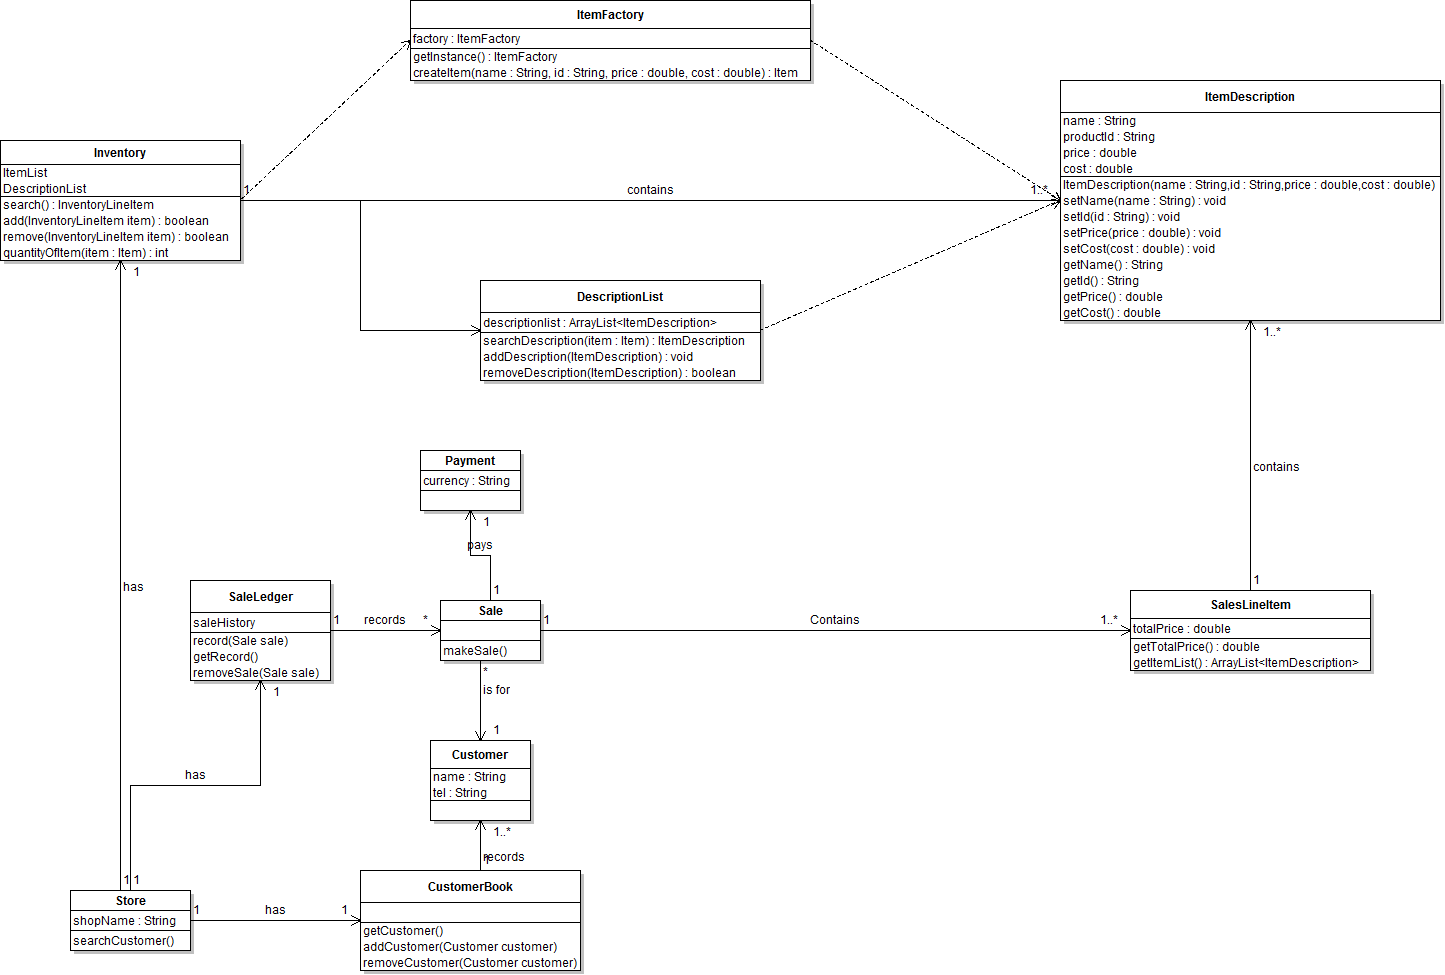 ItemFactory
factory : ItemFactory
getInstance() : ItemFactory
createItem(name : String, id : String, price : double, cost : double) : Item
ItemDescription
name : String
productId : String
price : double
cost : double
ItemDescription(name : String,id : String,price : double,cost : double)
setName(name : String) : void
setId(id : String) : void
setPrice(price : double) : void
setCost(cost : double) : void
getName() : String
getId() : String
getPrice() : double
getCost() : double
Inventory
ItemList
DescriptionList
search() : InventoryLineItem
add(InventoryLineItem item) : boolean
remove(InventoryLineItem item) : boolean
quantityOfItem(item : Item) : int
1
contains
1..*
1
DescriptionList
descriptionlist : ArrayList<ItemDescription>
searchDescription(item : Item) : ItemDescription
addDescription(ItemDescription) : void
removeDescription(ItemDescription) : boolean
1..*
contains
1
Payment
currency : String
1
pays
1
has
SaleLedger
saleHistory
record(Sale sale)
getRecord()
removeSale(Sale sale)
1
records
*
Sale
makeSale()
1
Contains
1..*
SalesLineItem
totalPrice : double
getTotalPrice() : double
getItemList() : ArrayList<ItemDescription>
*
is for
1
1
has
Customer
name : String
tel : String
1..*
records
1
1
1
Store
shopName : String
searchCustomer()
1
has
1
CustomerBook
getCustomer()
addCustomer(Customer customer)
removeCustomer(Customer customer)